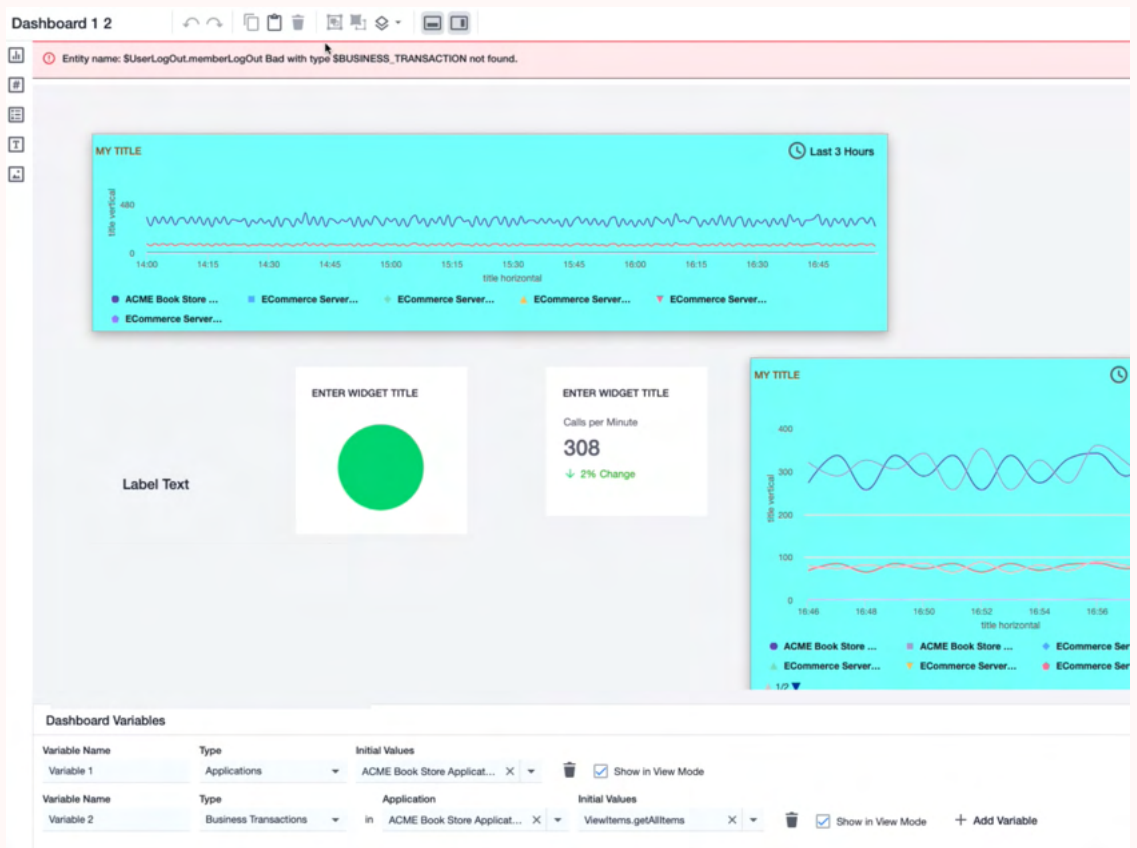 Dashboard 1 2
Entity name: $UserLogOut.memberLogOut Bad with type $BUSINESS_TRANSACTION not found.
MY TITLE
Last 3 Hours
title vertical
480
0
14:00 14:15 14:30 14:45 15:00 15:15 15:30 15:45 16:00 16:15 16:30 16:45
title horizontal
ACME Book Store ... ECommerce Server... ECommerce Server... ECommerce Server... ECommerce Server...
ECommerce Server...
Label Text
ENTER WIDGET TITLE
ENTER WIDGET TITLE
Calls per Minute
308
2% Change
MY TITLE
title vertical
400
300
200
100
0
16:46 16:48 16:50 16:52 16:54 16:56
title horizontal
ACME Book Store ... ACME Book Store ... ECommerce Ser
ECommerce Server... ECommerce Server... ECommerce Ser
1/2
Dashboard Variables
Variable Name Type Initial Values
Variable 1 Applications ACME Book Store Applicat... Show in View Mode
Variable Name Type Application Initial Values
Variable 2 Business Transactions in ACME Book Store Applicat... ViewItems.getAllItems Show in View Mode Add Variable